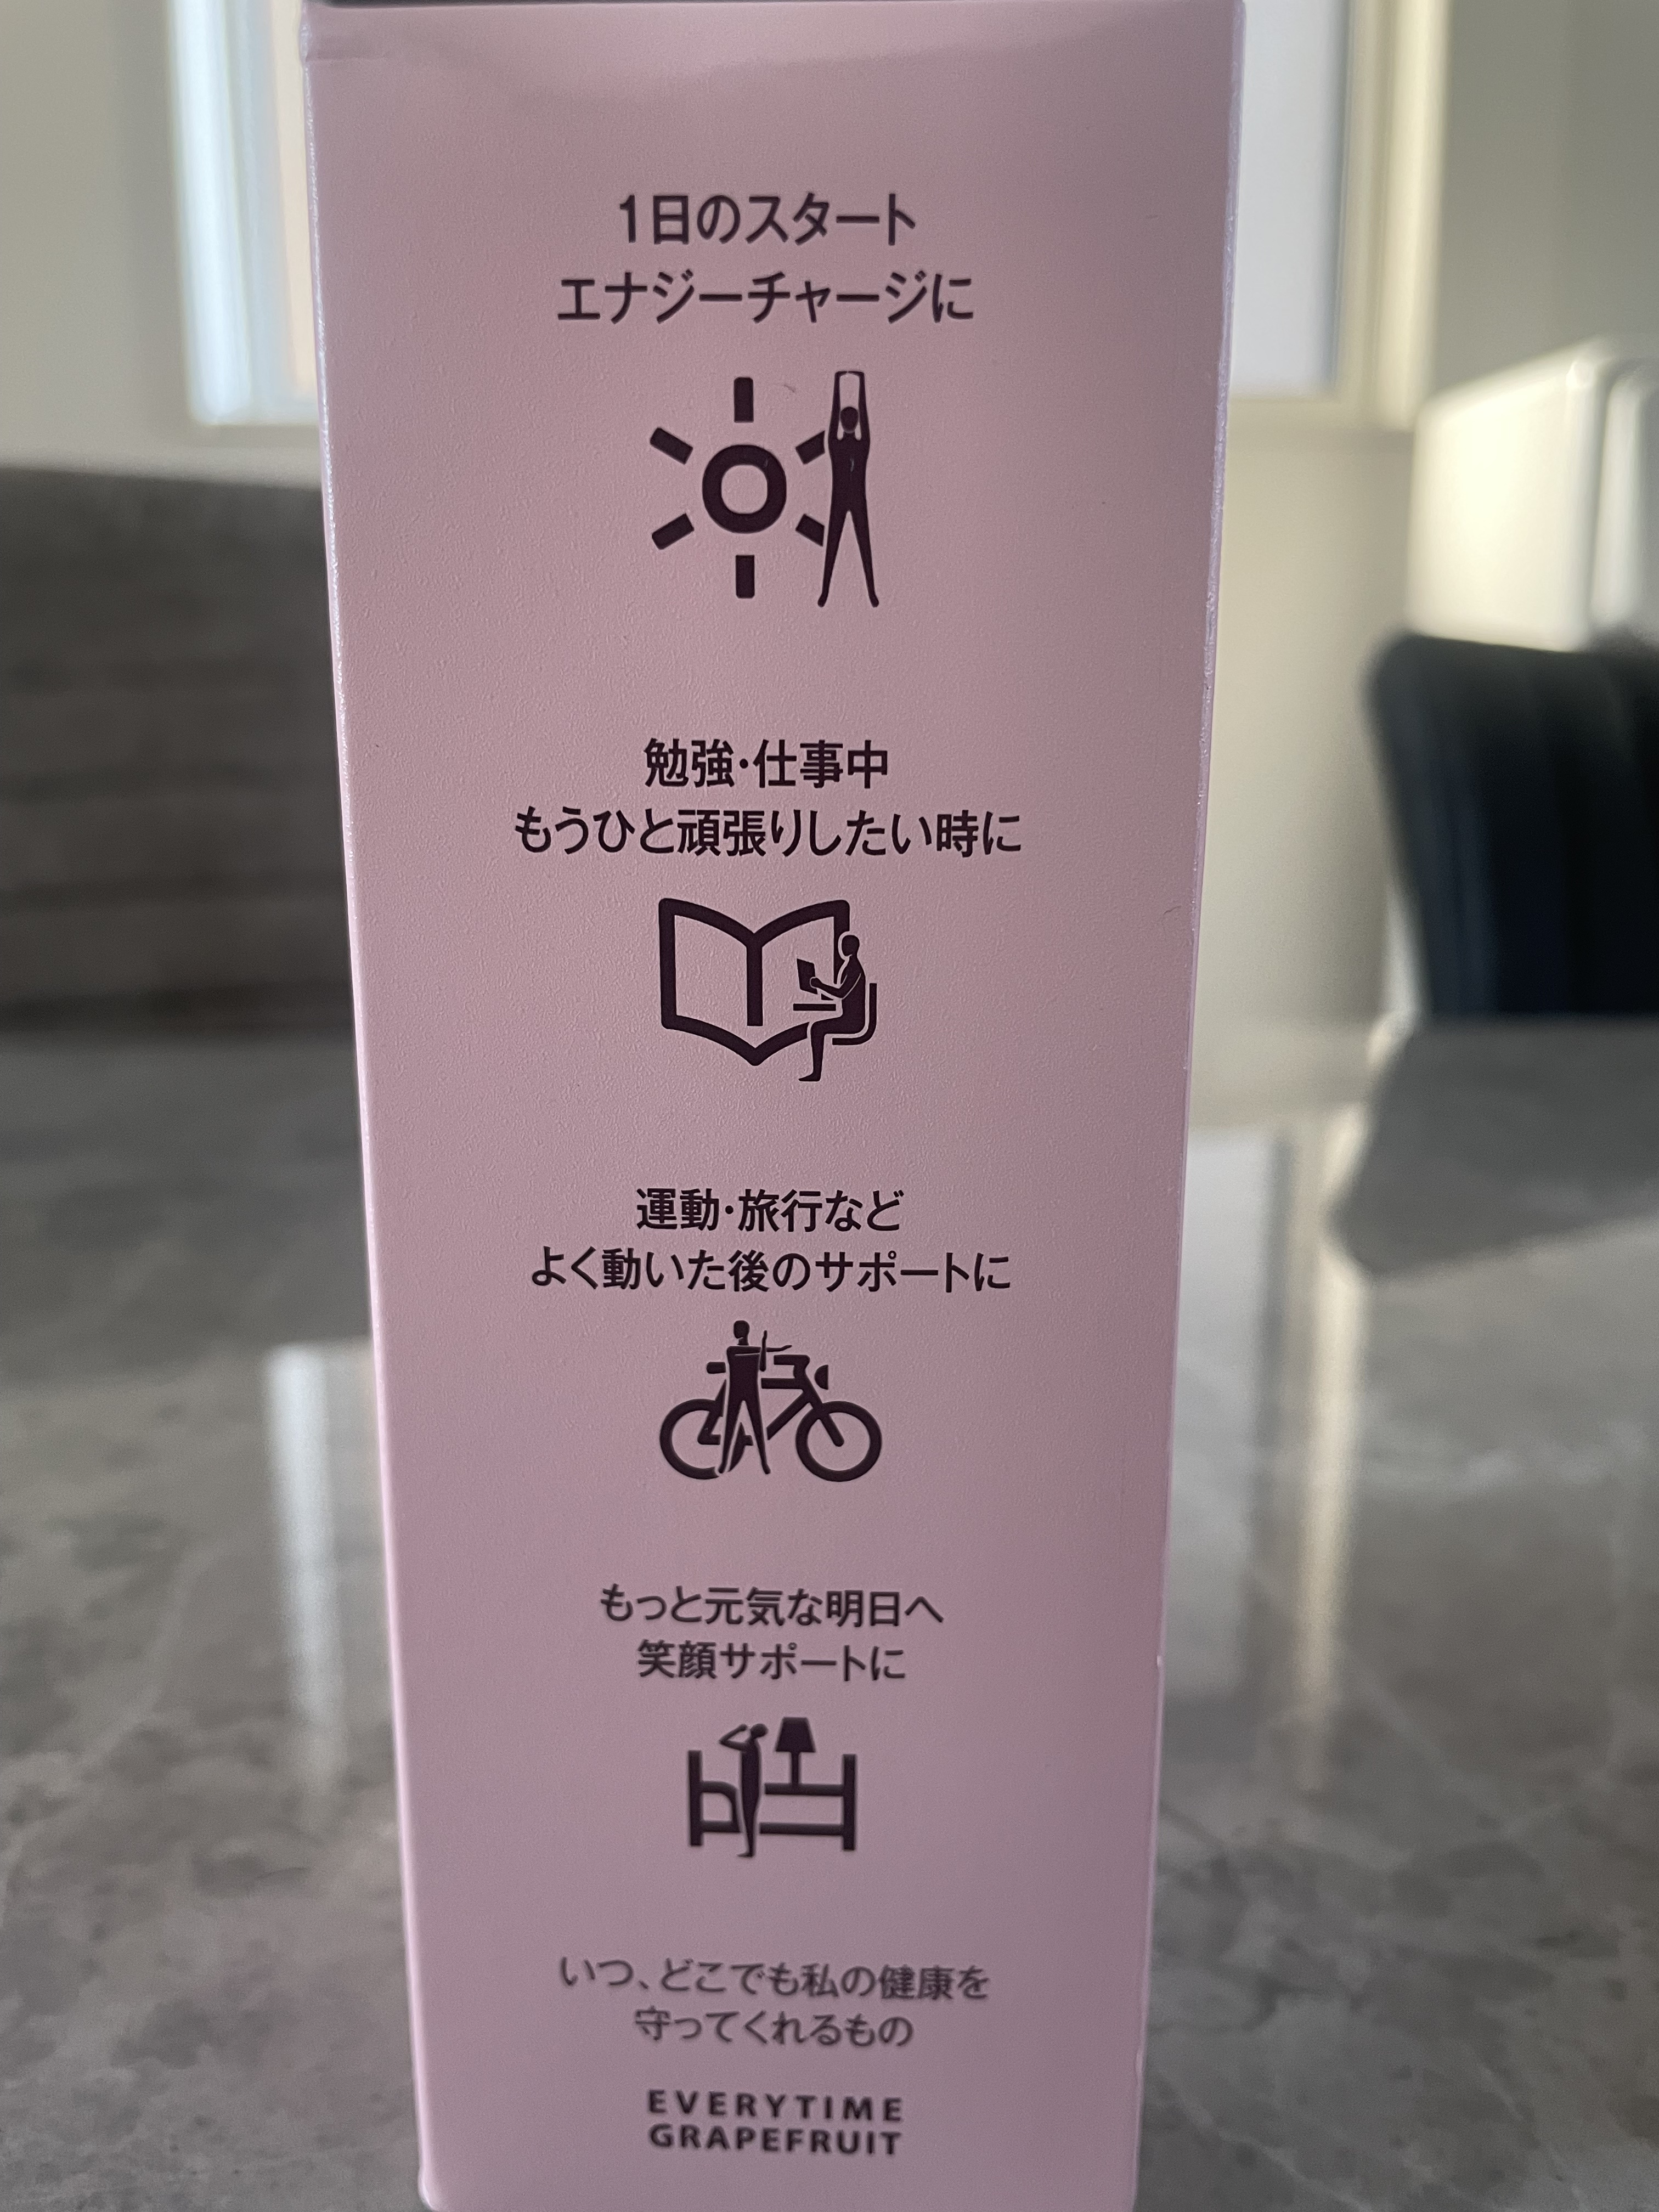 1日のスタート
エナジーチャージに
勉強·仕事中
もうひと頑張りしたい時に
運動·旅行など
よく動いた後のサポートに
もっと元気な明日へ
笑顔サポートに
いつ、どこでも私の健康を
守ってくれるもの
EVERYTIME
GRAPEFRUIT